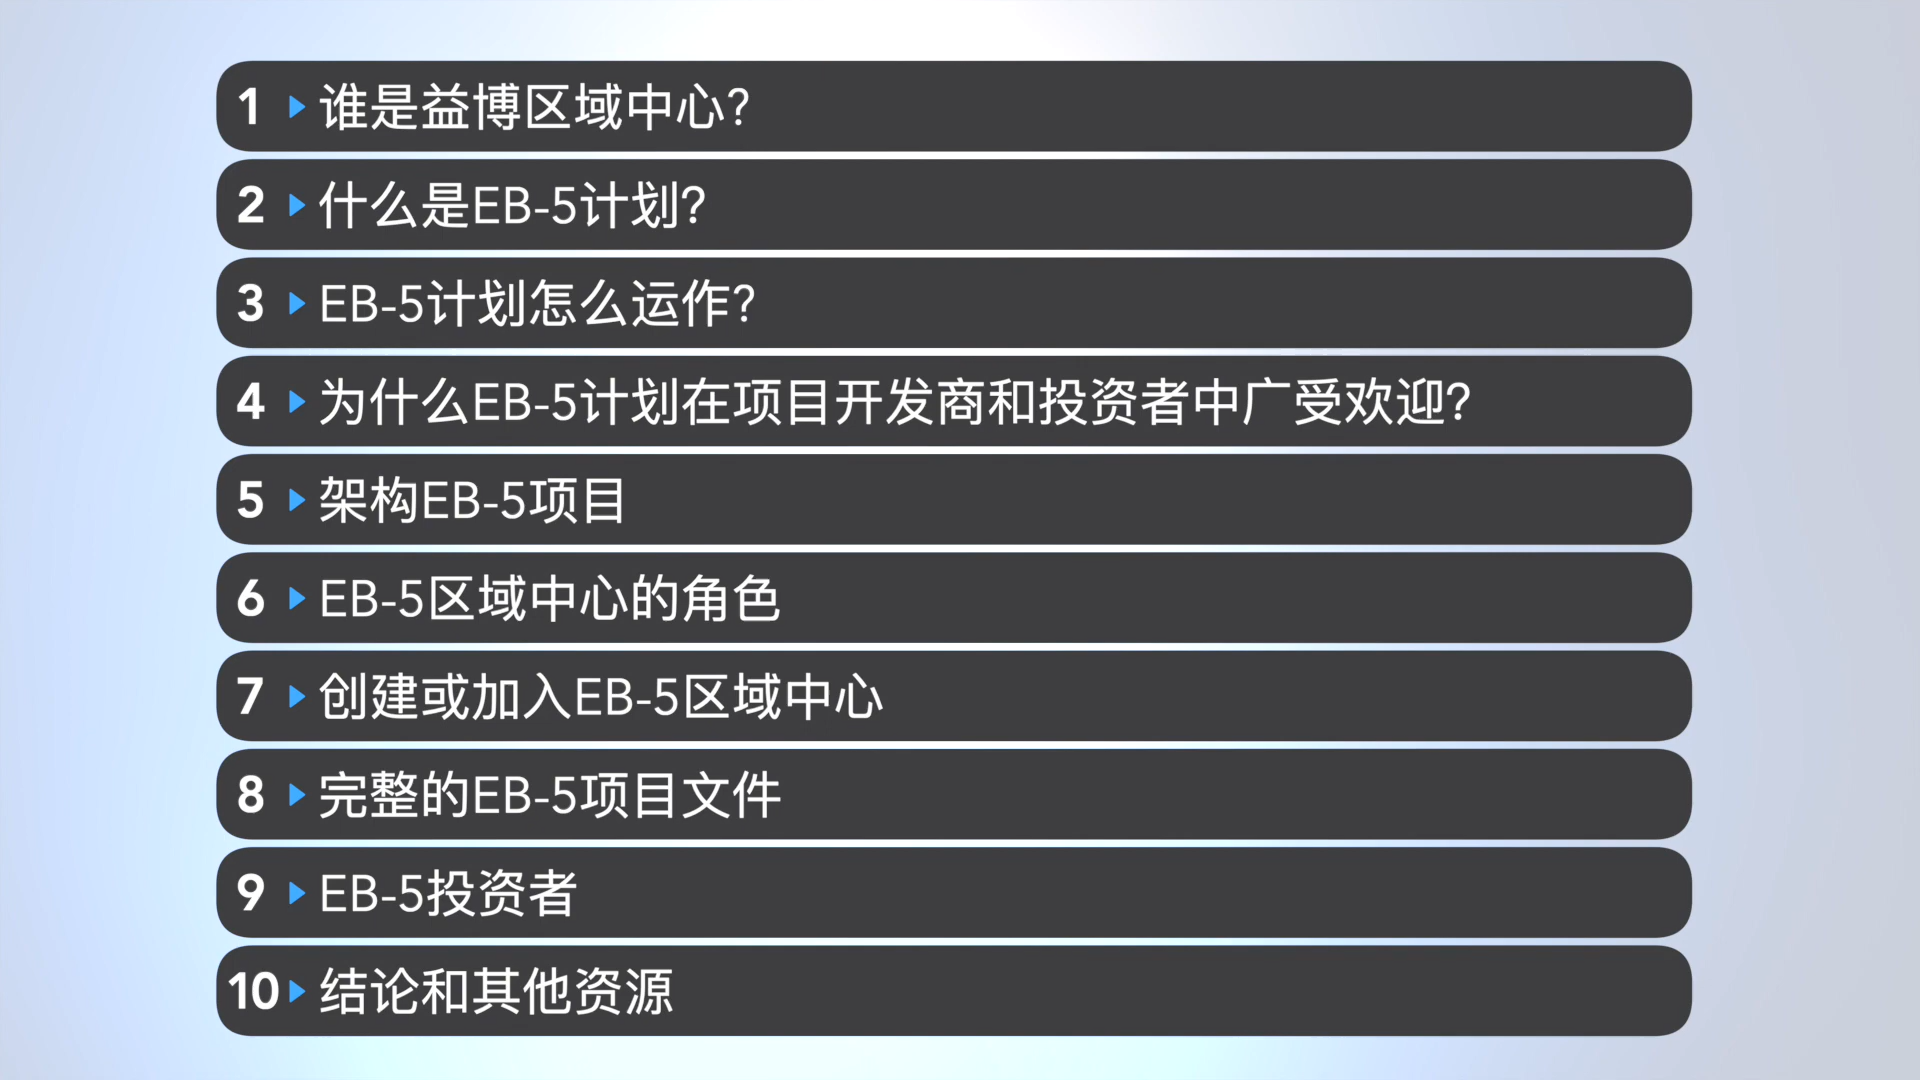 1 谁是益博区域中心?
2 什么是EB-5计划?
3 EB-5计划怎么运作?
4 为什么EB-5计划在项目开发商和投资者中广受欢迎?
5 架构EB-5项目
6 EB-5区域中心的角色
7 创建或加入EB-5区域中心
8 完整的EB-5项目文件
9 EB-5投资者
10 结论和其他资源